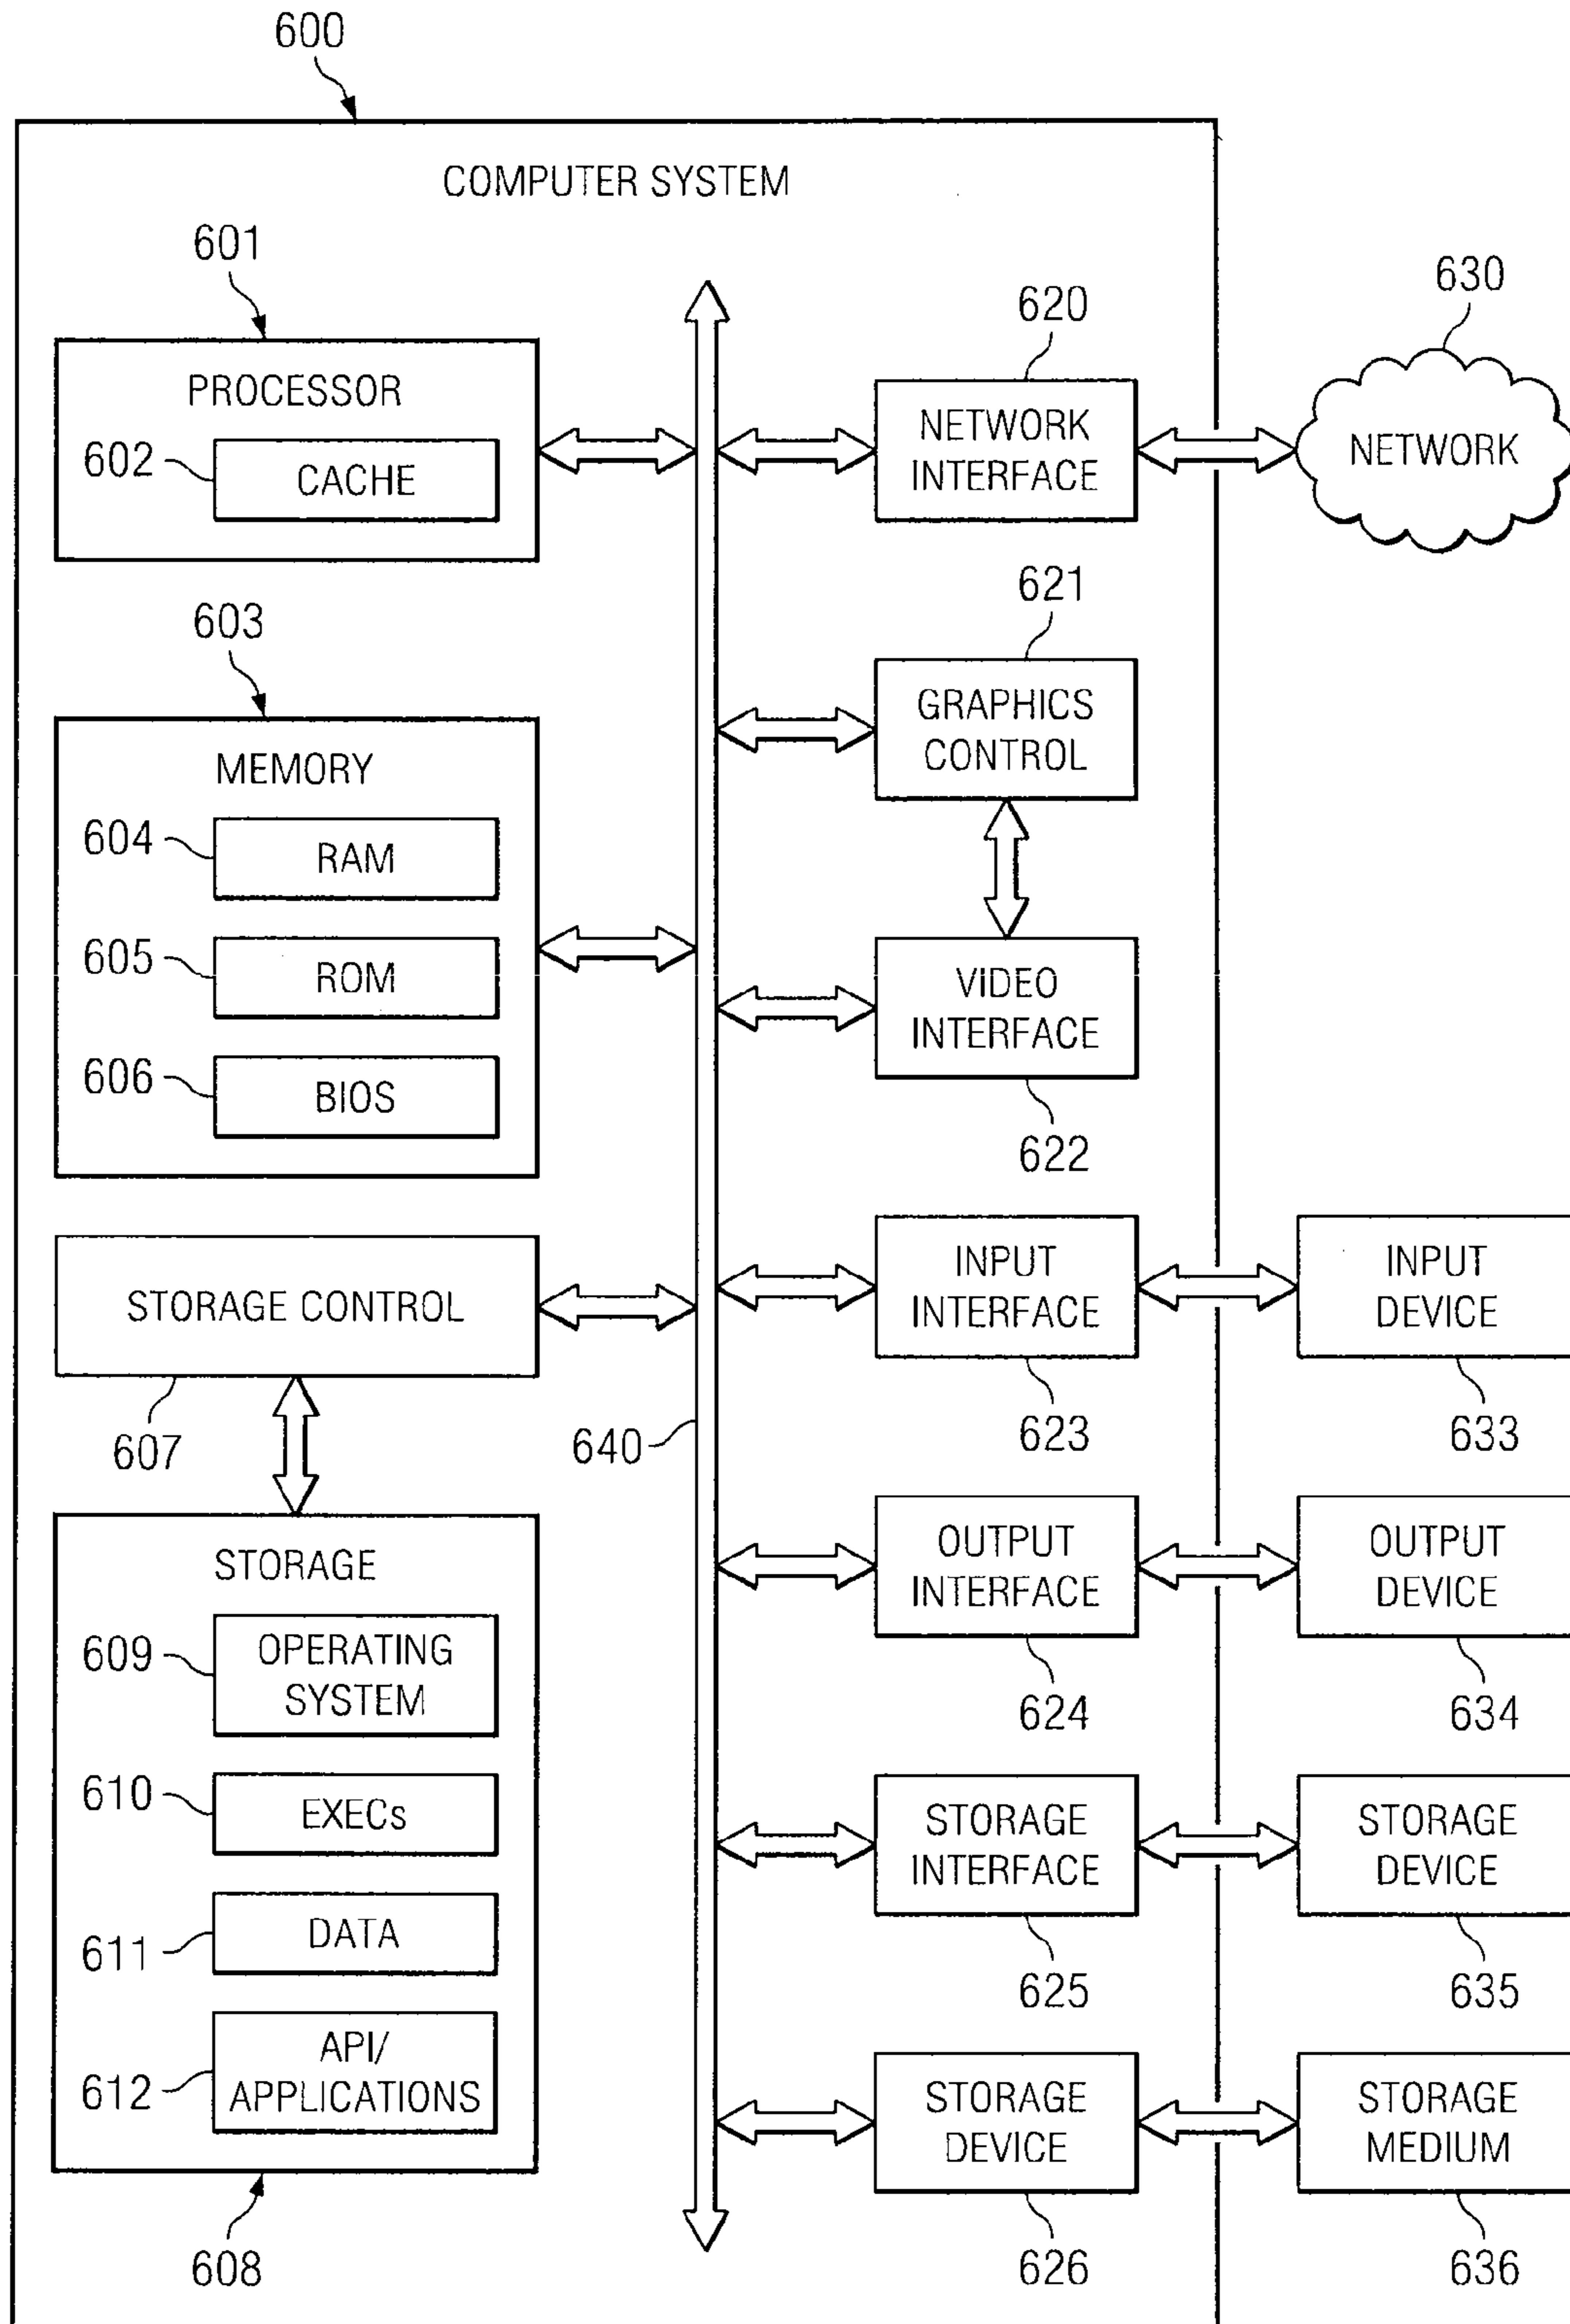 600
COMPUTER SYSTEM
601
PROCESSOR
602
CACHE
603
MEMORY
604
RAM
605
ROM
606
BIOS
STORAGE CONTROL
607
STORAGE
609
OPERATING
SYSTEM
610
EXECs
611
DATA
612
API/
APPLICATIONS
608
640
620
NETWORK
INTERFACE
630
NETWORK
621
GRAPHICS
CONTROL
VIDEO
INTERFACE
622
INPUT
INTERFACE
623
INPUT
DEVICE
633
OUTPUT
INTERFACE
624
OUTPUT
DEVICE
634
STORAGE
INTERFACE
625
STORAGE
DEVICE
635
STORAGE
DEVICE
626
STORAGE
MEDIUM
636